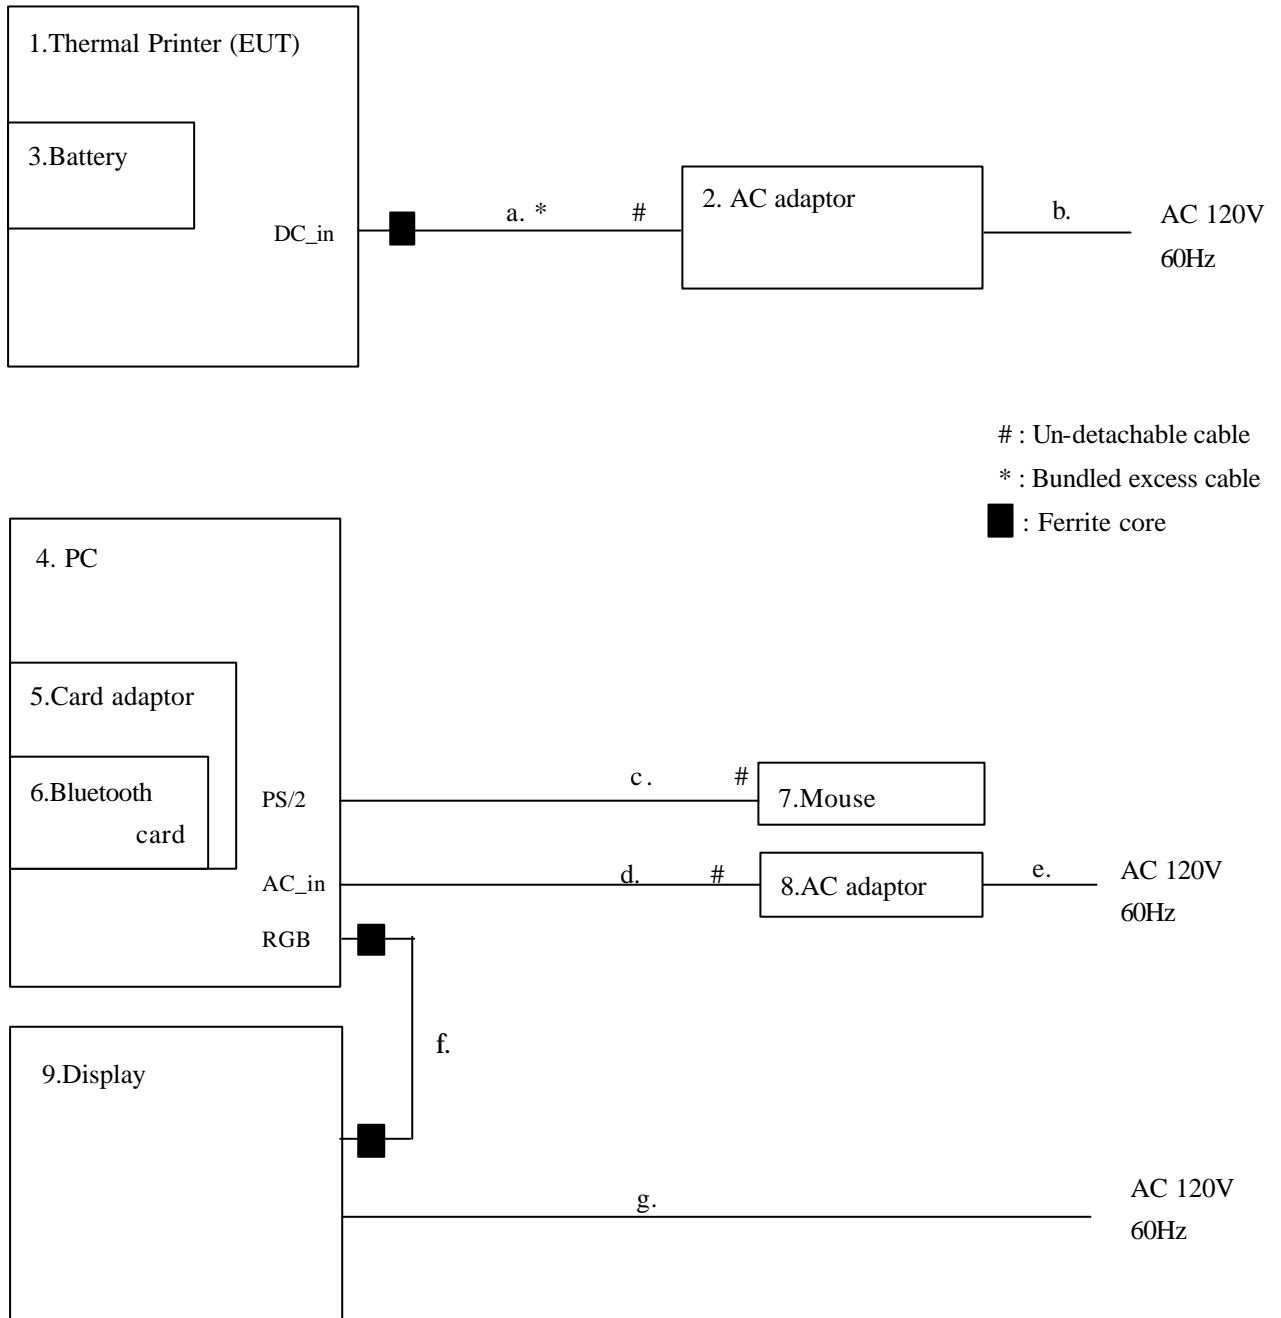 1.Thermal Printer (EUT)
3.Battery
DC_in
a. * #
2. AC adaptor
b.
AC 120V
60Hz
# : Un-detachable cable
* : Bundled excess cable
: Ferrite core
4. PC
5.Card adaptor
6.Bluetooth
card
PS/2
c. #
7.Mouse
AC_in
d. #
8.AC adaptor
e.
AC 120V
60Hz
RGB
f.
9.Display
g.
AC 120V
60Hz